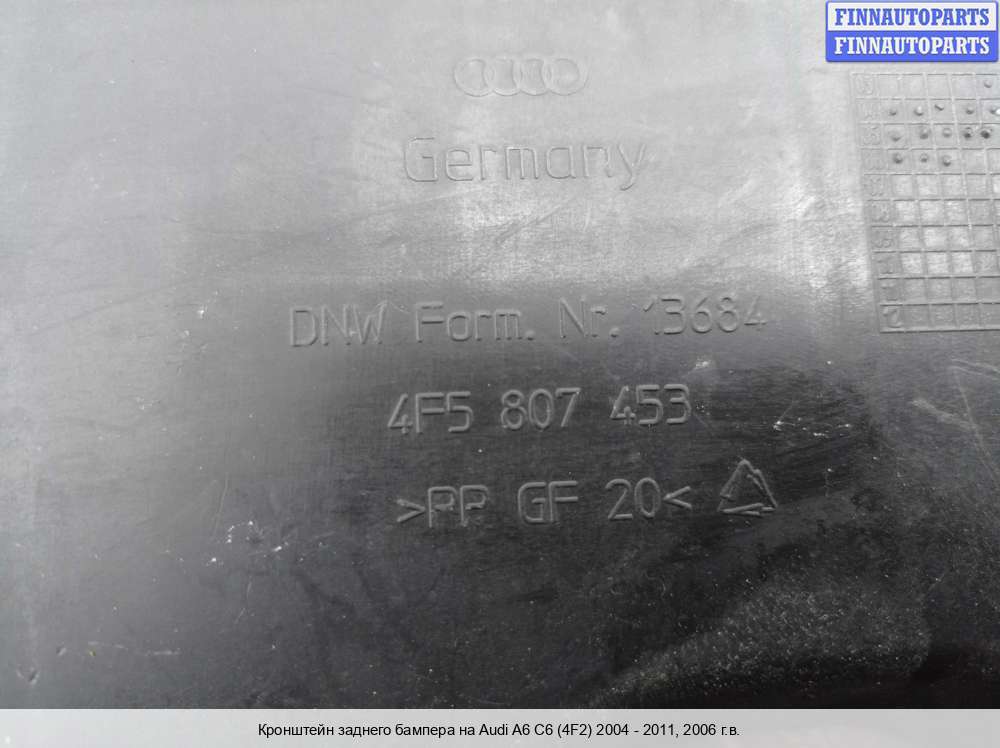 FINNAUTOPARTS
FINNAUTOPARTS
Germany
DNW Form. Nr. 13684
4F5 807 453
>PP GF 20<
Кронштейн заднего бампера на Audi A6 C6 (4F2) 2004 - 2011, 2006 г.в.